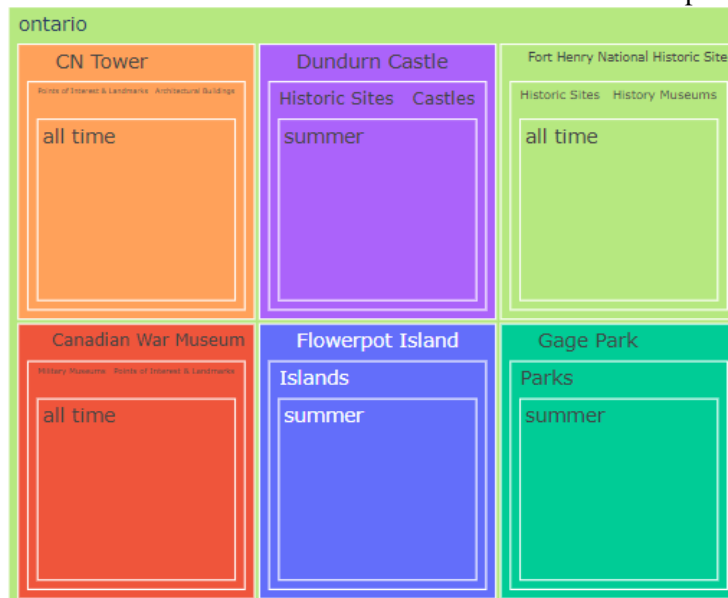 ontario
CN Tower
Points of Interest & Landmarks Architectural Buildings
all time
Dundurn Castle
Historic Sites Castles
summer
Fort Henry National Historic Site
Historic Sites History Museums
all time
Canadian War Museum
Military Museums Points of Interest & Landmarks
all time
Flowerpot Island
Islands
summer
Gage Park
Parks
summer